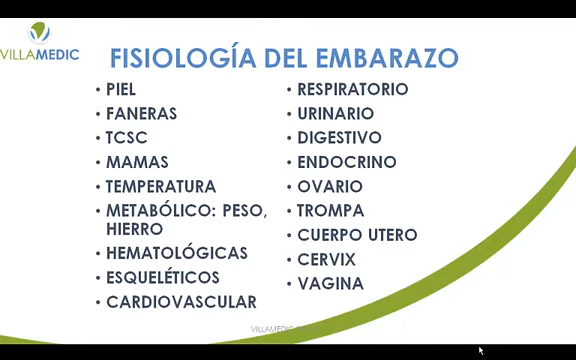 VILLAMEDIC
FISIOLOGÍA DEL EMBARAZO
• PIEL
• FANERAS
• TCSC
• MAMAS
• TEMPERATURA
• METABÓLICO: PESO,
HIERRO
• HEMATOLÓGICAS
• ESQUELÉTICOS
• CARDIOVASCULAR
• RESPIRATORIO
• URINARIO
• DIGESTIVO
• ENDOCRINO
• OVARIO
• TROMPA
• CUERPO UTERO
• CERVIX
• VAGINA
VILLAMEDIC